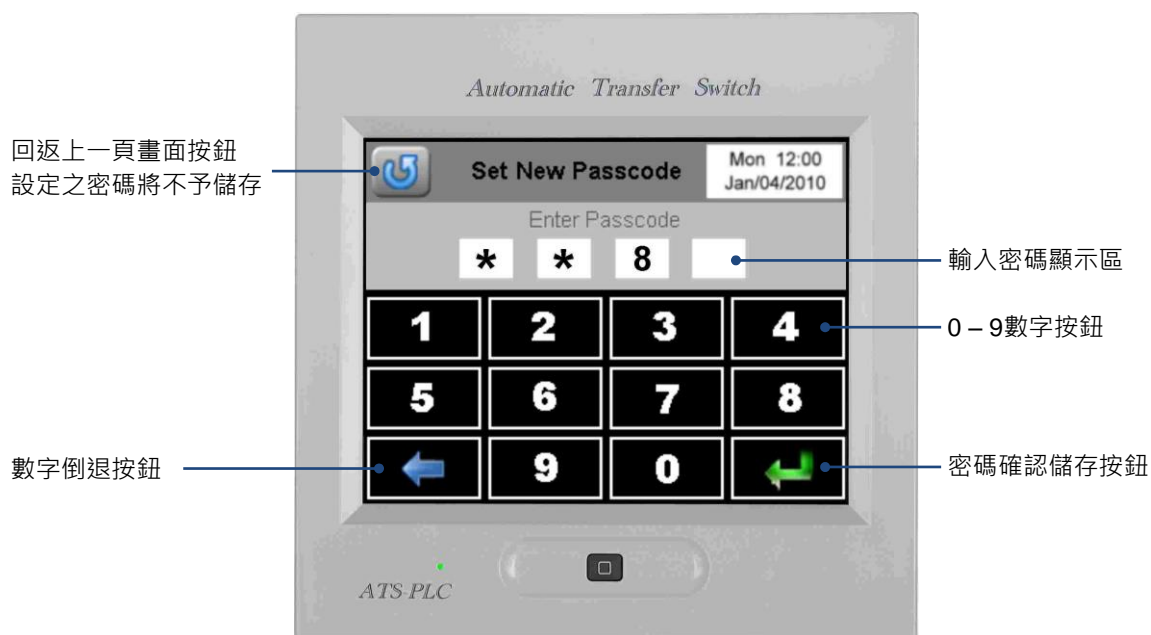 Automatic Transfer Switch
回返上一頁畫面按鈕
設定之密碼將不予儲存
Set New Passcode
Mon 12:00
Jan/04/2010
Enter Passcode
* * 8
輸入密碼顯示區
1 2 3 4
0 – 9數字按鈕
5 6 7 8
數字倒退按鈕
9 0
密碼確認儲存按鈕
ATS-PLC